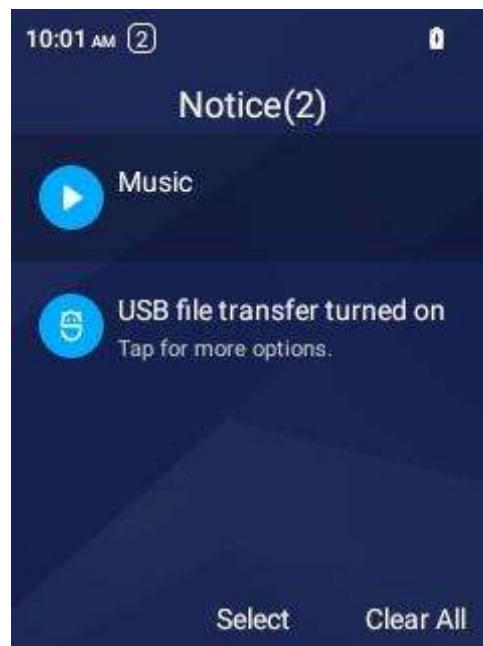 10:01 AM 2
Notice(2)
Music
USB file transfer turned on
Tap for more options.
Select Clear All